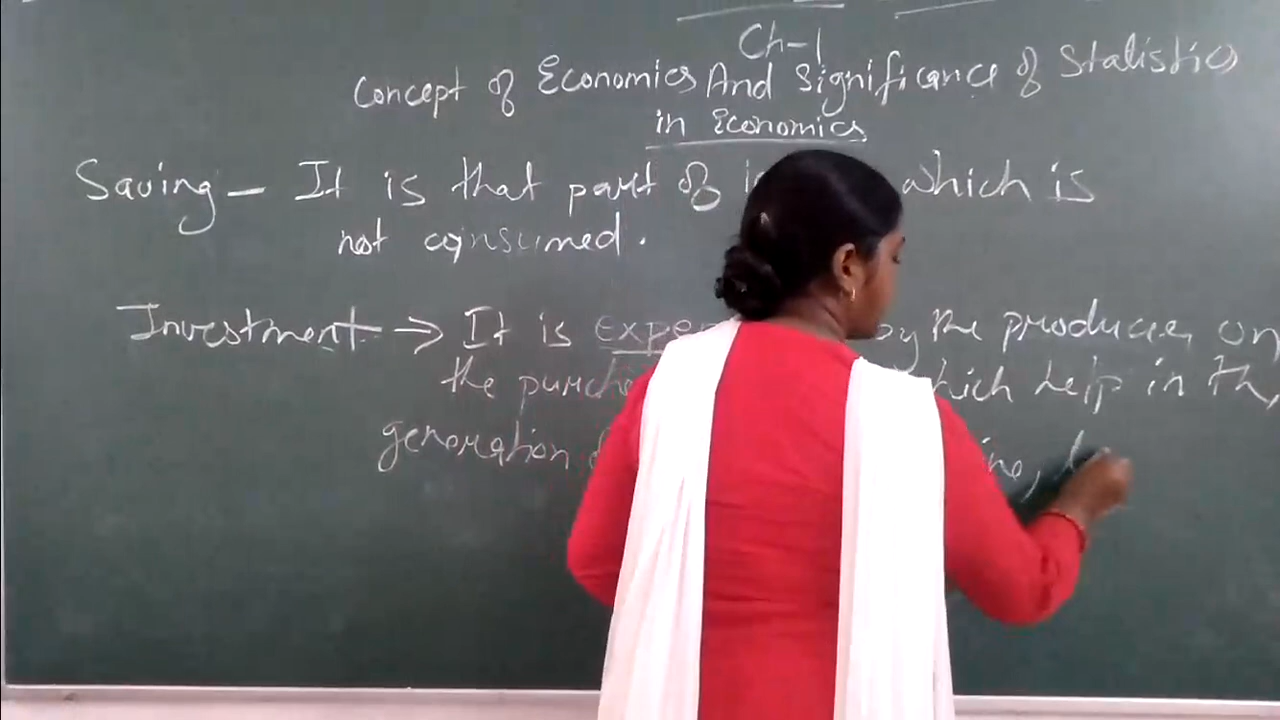 Ch-1
Concept of Economics And Significance of Statistics
in Economics
Saving - It is that part of which is
not consumed.
Investment → It is by the producer on
the which help in
generation